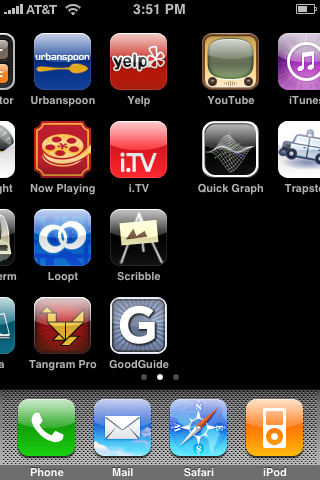 AT&T 3:51 PM
urbanspoon yelp
tor Urbanspoon Yelp YouTube iTunes
i.TV
ght Now Playing i.TV Quick Graph Trapste
erm Loopt Scribble
G
a Tangram Pro GoodGuide
Phone Mail Safari iPod